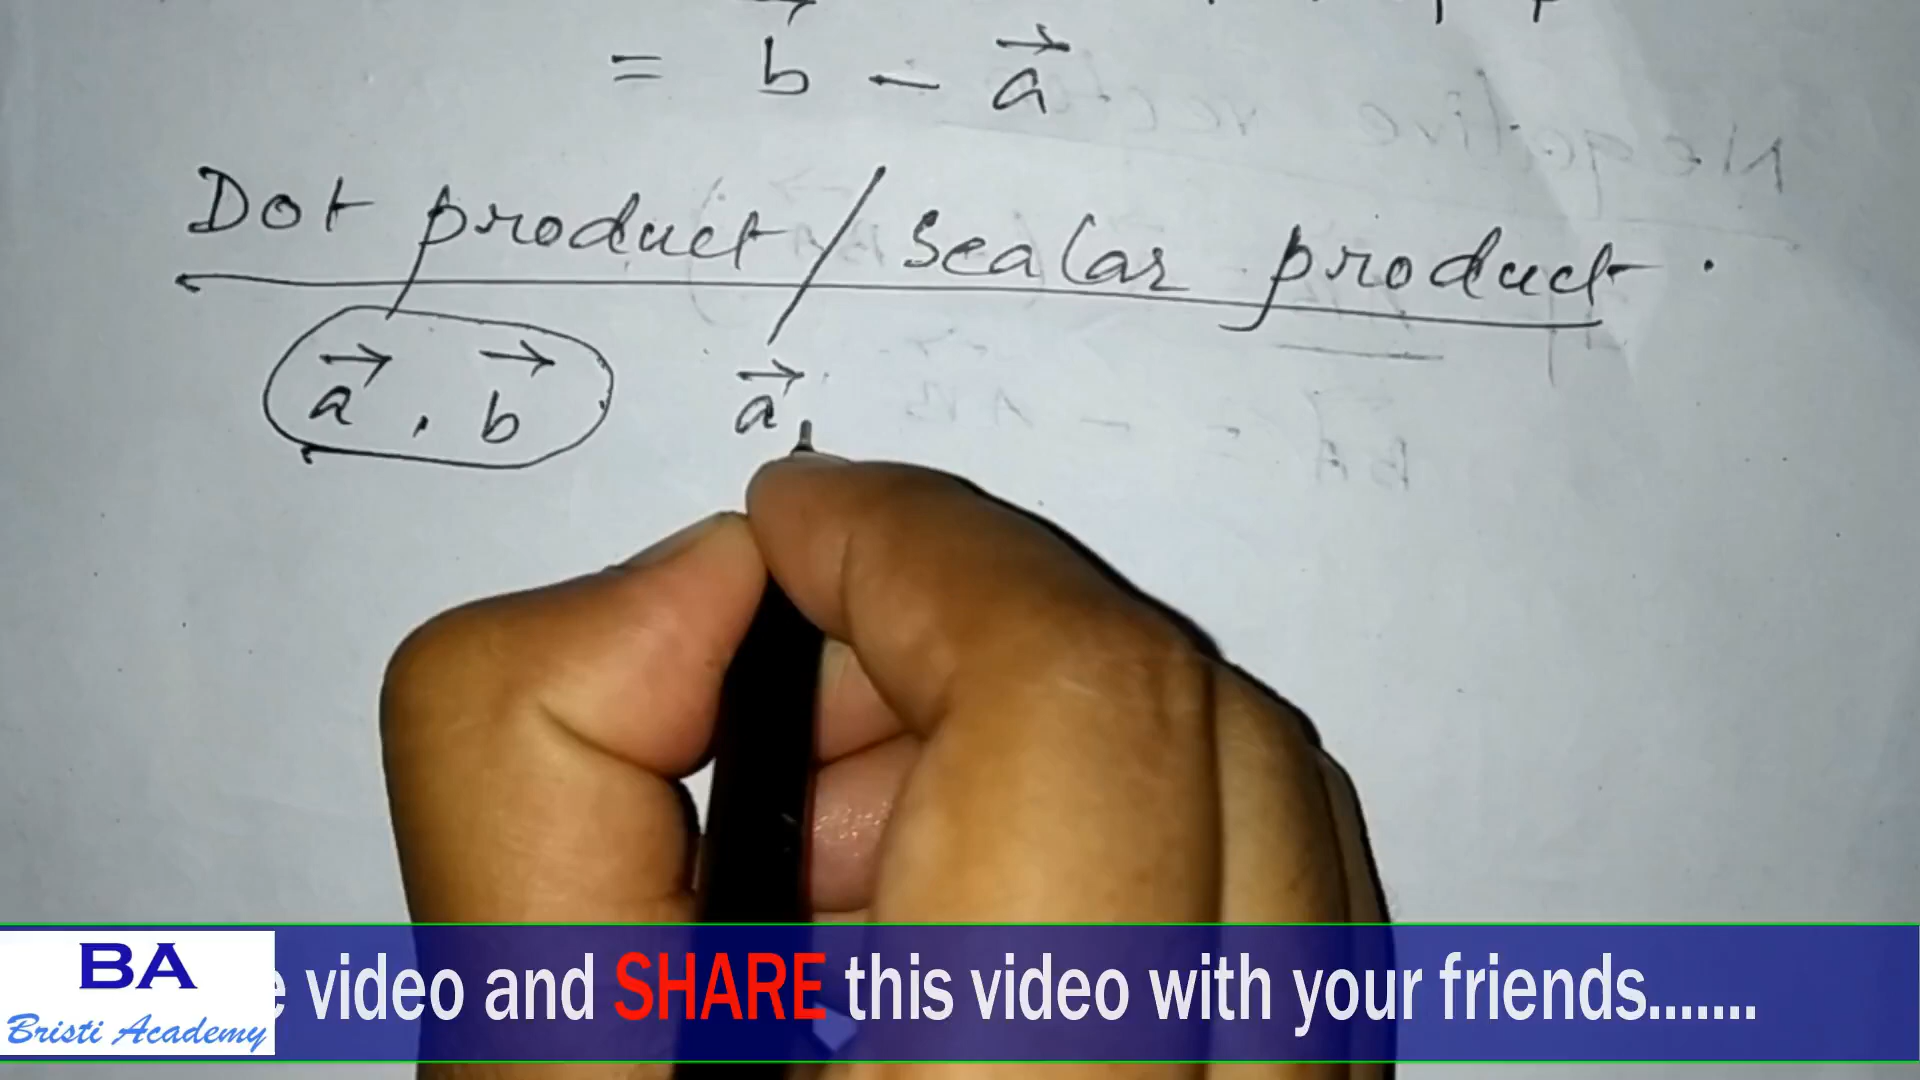 = b⃗ − a⃗
Dot product / Scalar product .
a⃗ . b⃗ a⃗ .
BA
Bristi Academy
video and SHARE this video with your friends.......